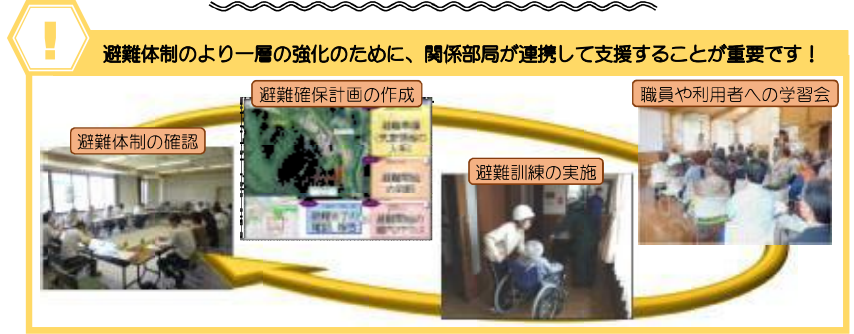 !
避難体制のより一層の強化のために、関係部局が連携して支援することが重要です！
避難確保計画の作成
職員や利用者への学習会
避難体制の確認
避難訓練の実施